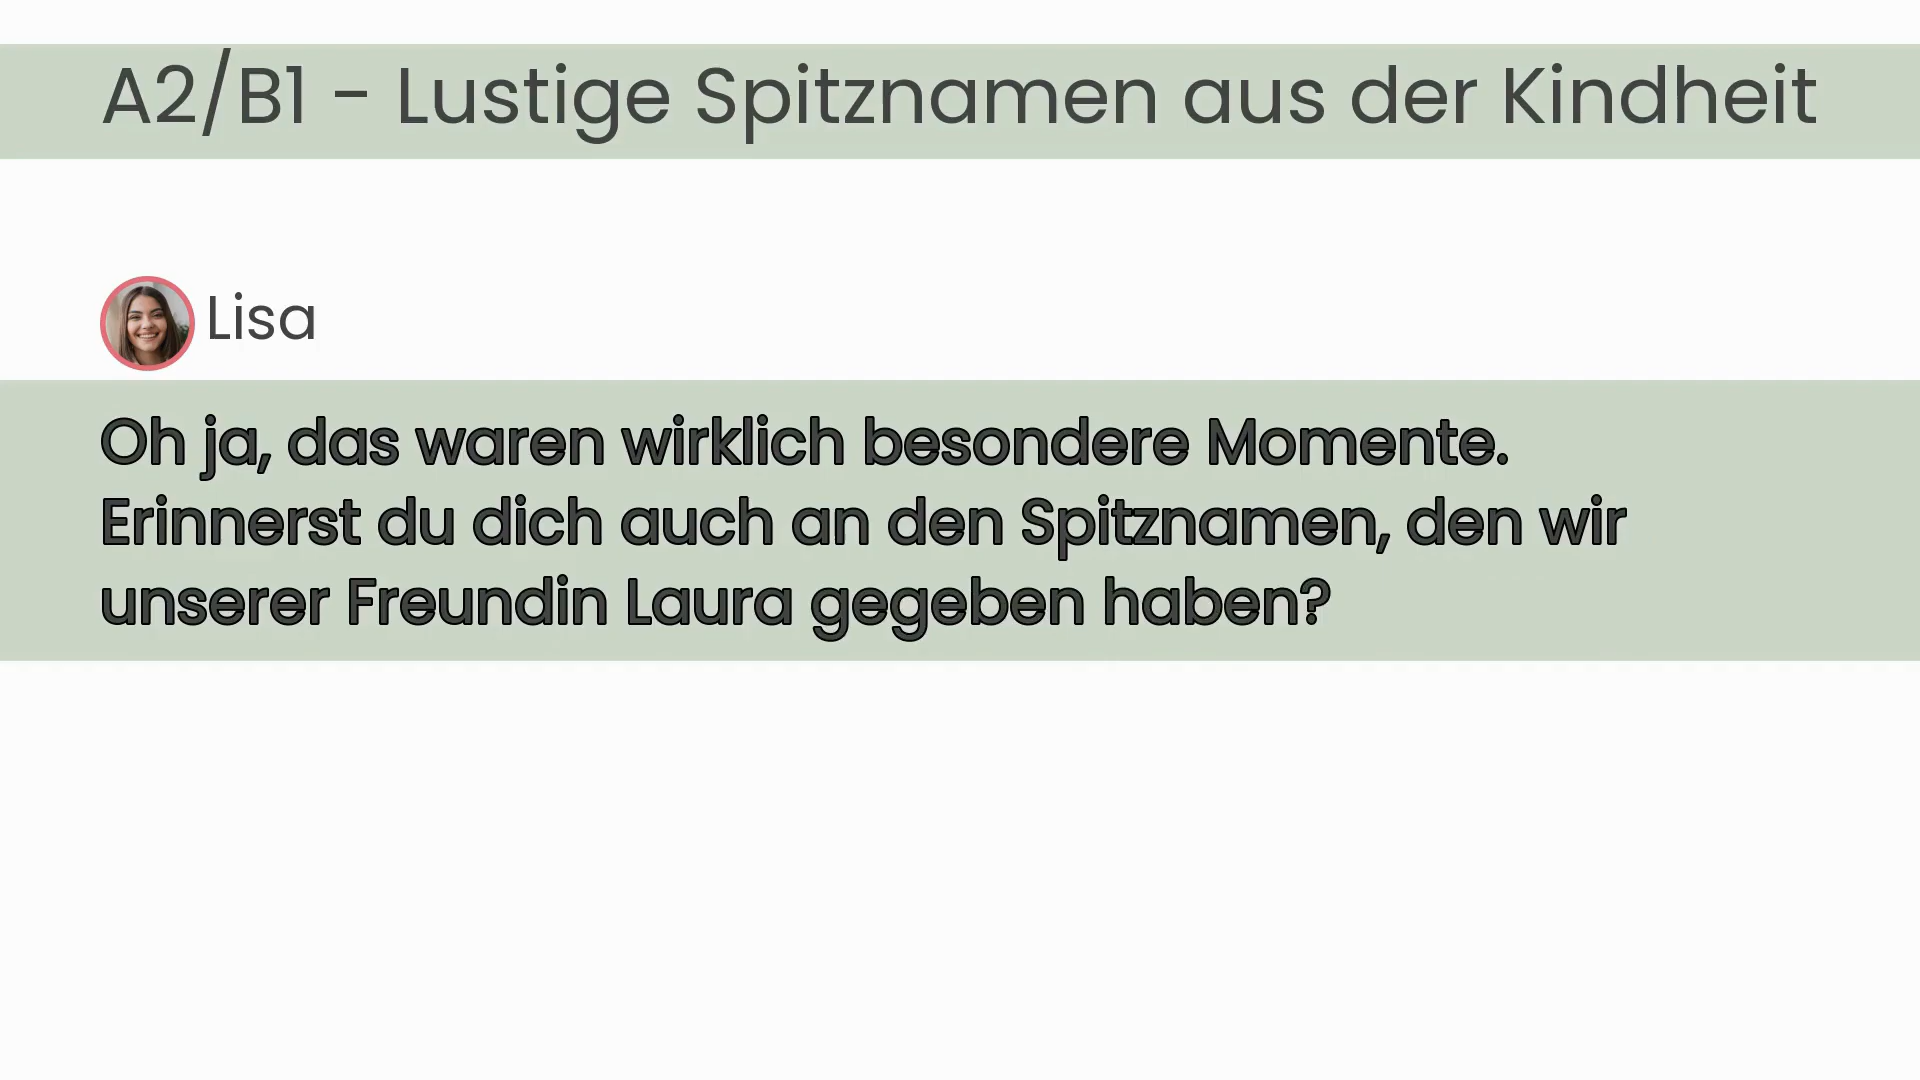 A2/B1 - Lustige Spitznamen aus der Kindheit
Lisa
Oh ja, das waren wirklich besondere Momente.
Erinnerst du dich auch an den Spitznamen, den wir
unserer Freundin Laura gegeben haben?